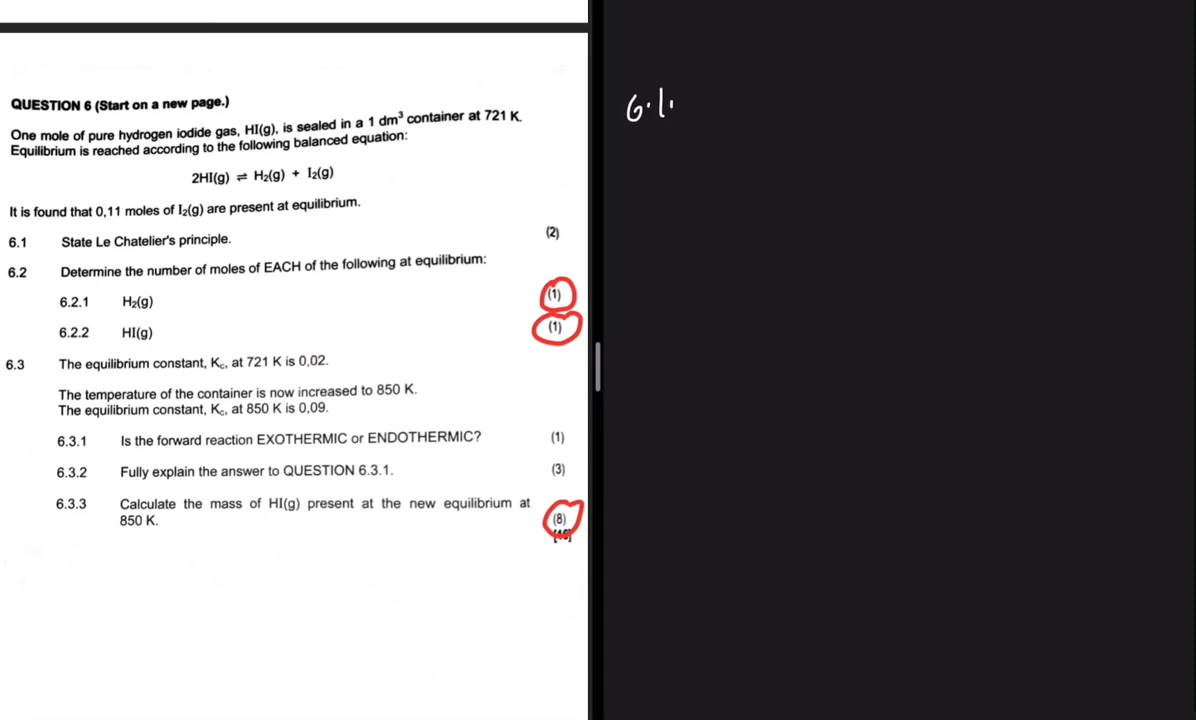 QUESTION 6 (Start on a new page.)
One mole of pure hydrogen iodide gas, HI(g), is sealed in a 1 dm³ container at 721 K.
Equilibrium is reached according to the following balanced equation:
2HI(g) ⇌ H₂(g) + I₂(g)
It is found that 0,11 moles of I₂(g) are present at equilibrium.
6.1 State Le Chatelier's principle. (2)
6.2 Determine the number of moles of EACH of the following at equilibrium:
6.2.1 H₂(g) (1)
6.2.2 HI(g) (1)
6.3 The equilibrium constant, Kc, at 721 K is 0,02.
The temperature of the container is now increased to 850 K.
The equilibrium constant, Kc, at 850 K is 0,09.
6.3.1 Is the forward reaction EXOTHERMIC or ENDOTHERMIC? (1)
6.3.2 Fully explain the answer to QUESTION 6.3.1. (3)
6.3.3 Calculate the mass of HI(g) present at the new equilibrium at
850 K. (8)
6.1.